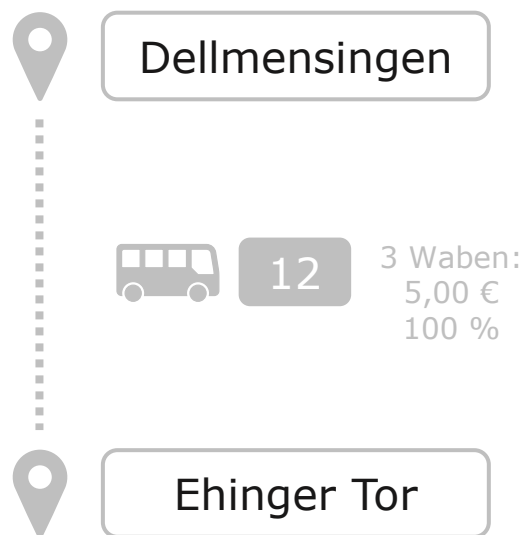 Dellmensingen
12
3 Waben:
5,00 €
100 %
Ehinger Tor